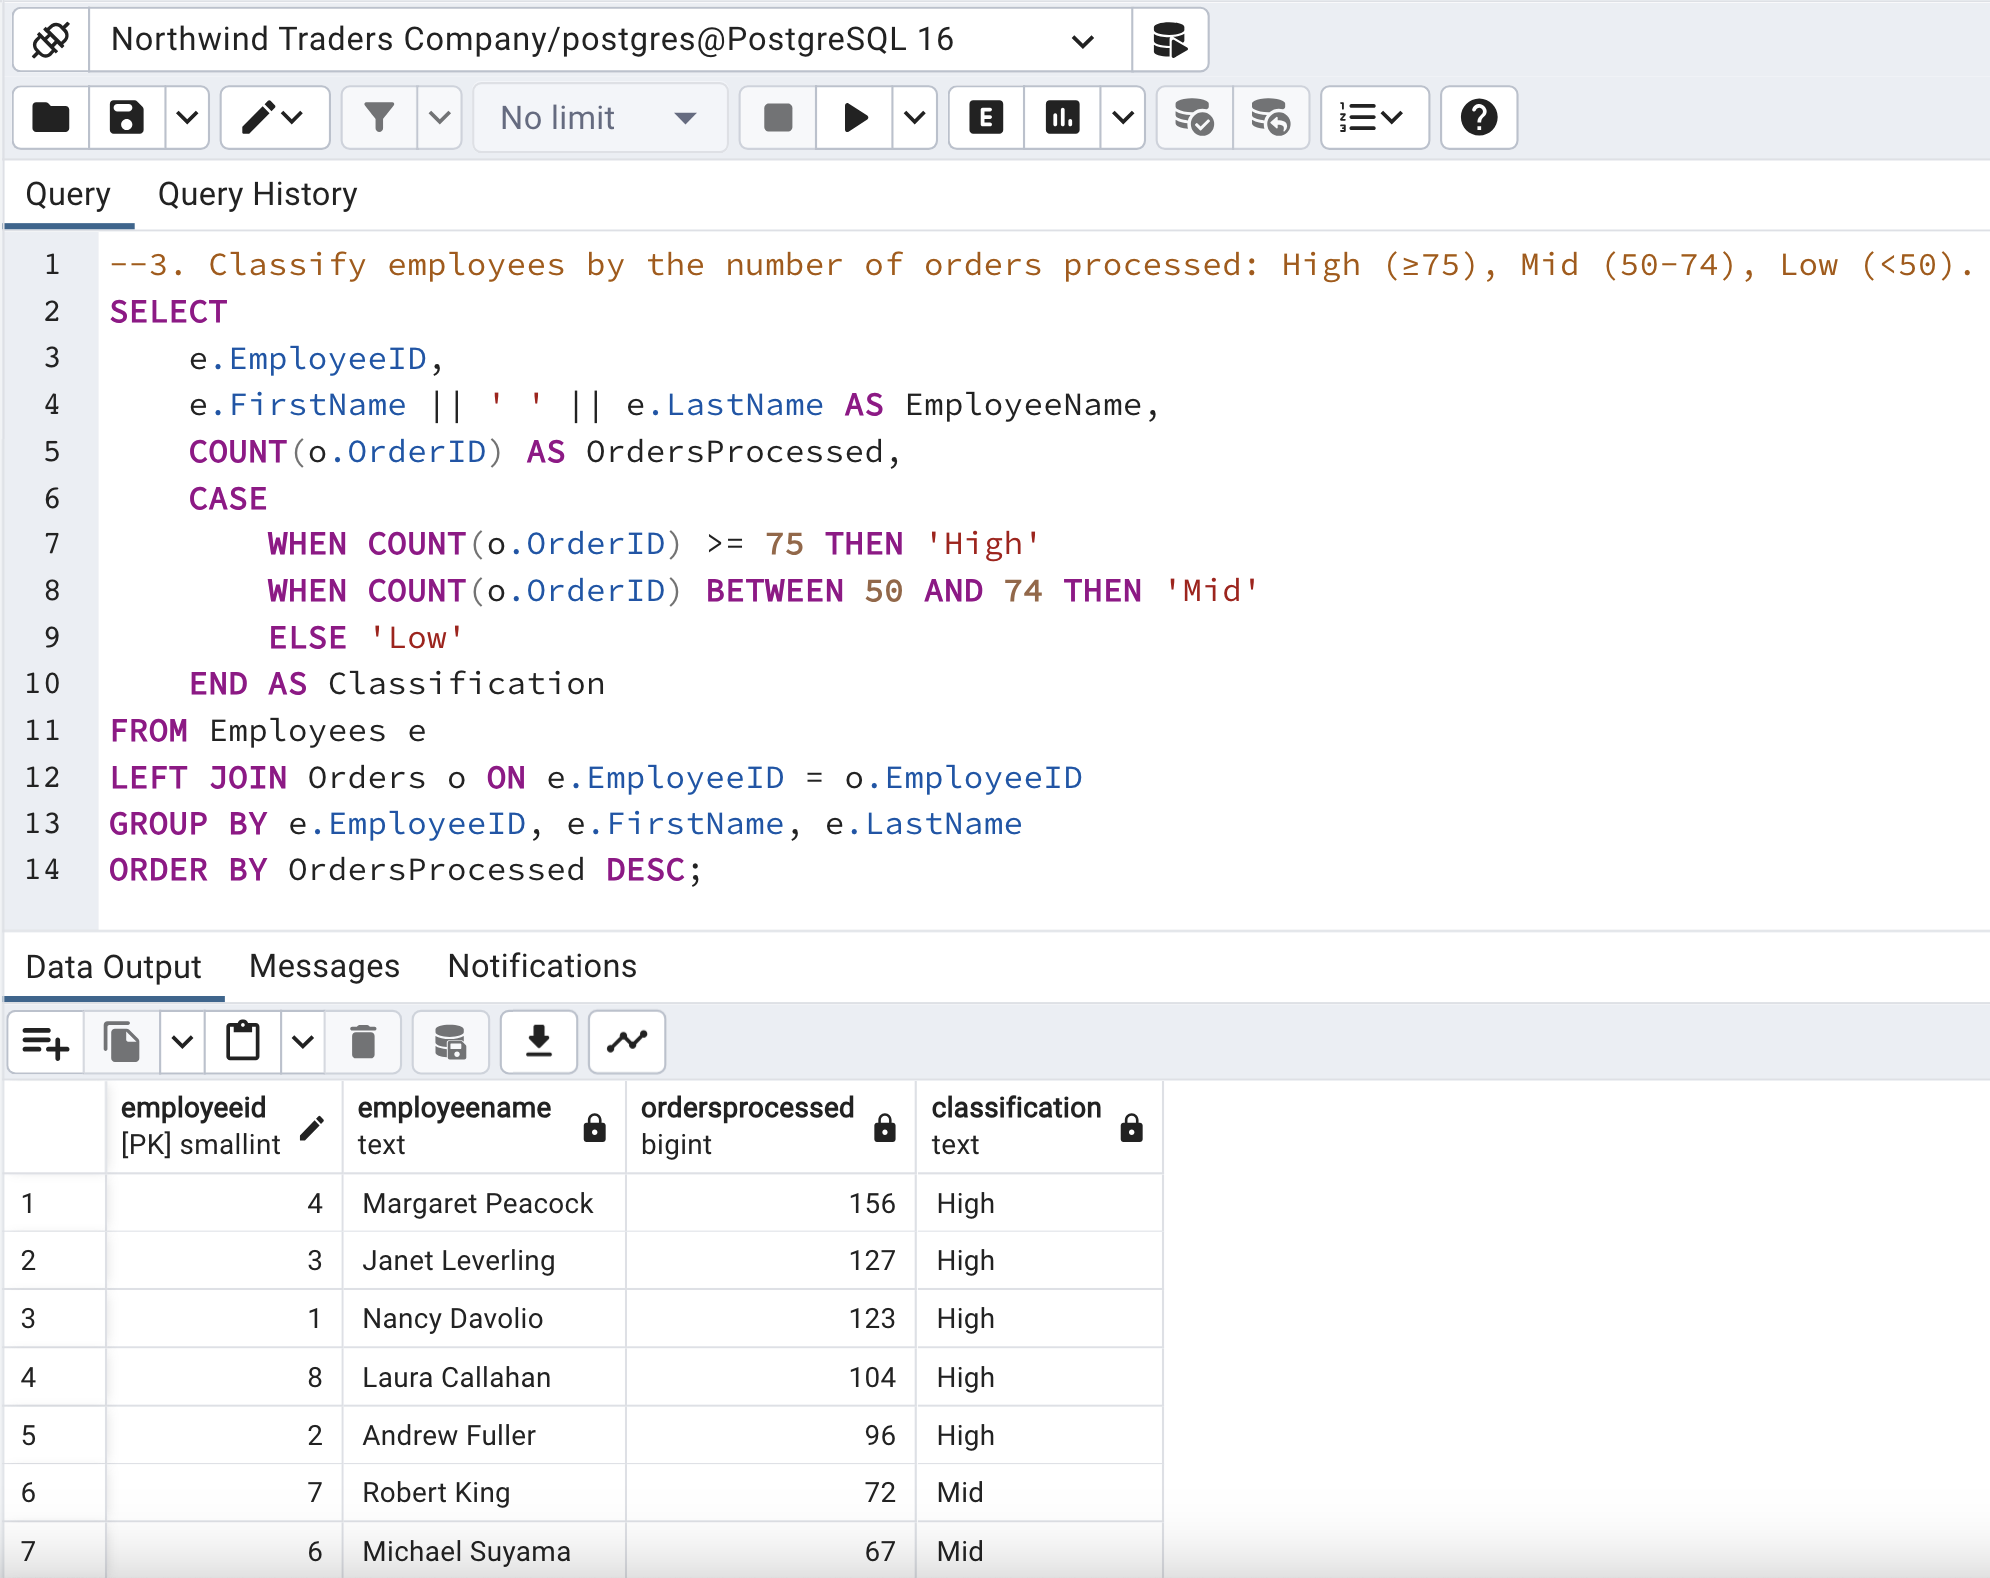 Northwind Traders Company/postgres@PostgreSQL 16
No limit
E
Query Query History
1 --3. Classify employees by the number of orders processed: High (≥75), Mid (50-74), Low (<50).
2 SELECT
3 e.EmployeeID,
4 e.FirstName || ' ' || e.LastName AS EmployeeName,
5 COUNT(o.OrderID) AS OrdersProcessed,
6 CASE
7 WHEN COUNT(o.OrderID) >= 75 THEN 'High'
8 WHEN COUNT(o.OrderID) BETWEEN 50 AND 74 THEN 'Mid'
9 ELSE 'Low'
10 END AS Classification
11 FROM Employees e
12 LEFT JOIN Orders o ON e.EmployeeID = o.EmployeeID
13 GROUP BY e.EmployeeID, e.FirstName, e.LastName
14 ORDER BY OrdersProcessed DESC;
Data Output Messages Notifications
employeeid employeename ordersprocessed classification
[PK] smallint text bigint text
1 4 Margaret Peacock 156 High
2 3 Janet Leverling 127 High
3 1 Nancy Davolio 123 High
4 8 Laura Callahan 104 High
5 2 Andrew Fuller 96 High
6 7 Robert King 72 Mid
7 6 Michael Suyama 67 Mid